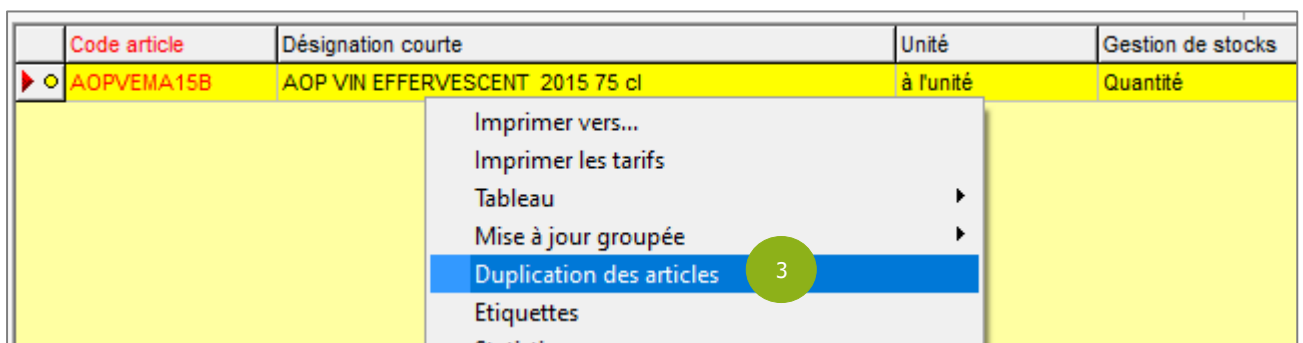 Code article Désignation courte Unité Gestion de stocks
AOPVEMA15B AOP VIN EFFERVESCENT 2015 75 cl à l'unité Quantité
Imprimer vers...
Imprimer les tarifs
Tableau
Mise à jour groupée
Duplication des articles 3
Etiquettes